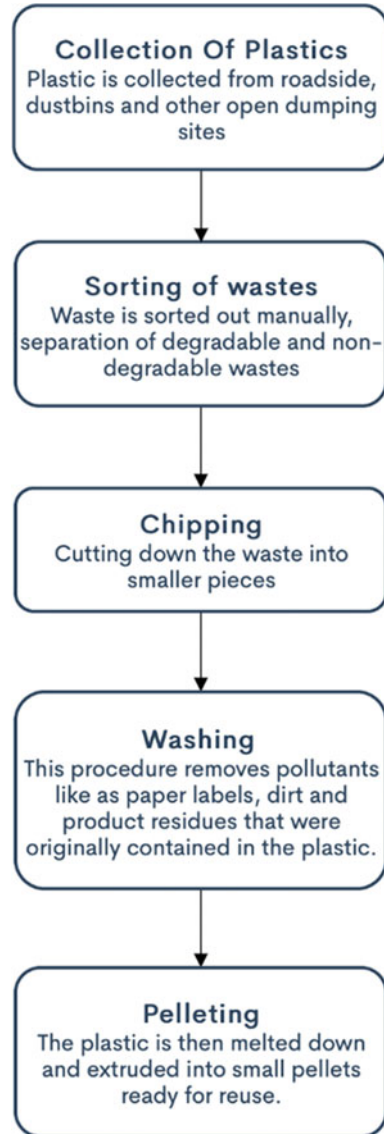 Collection Of Plastics
Plastic is collected from roadside,
dustbins and other open dumping
sites
Sorting of wastes
Waste is sorted out manually,
separation of degradable and non-
degradable wastes
Chipping
Cutting down the waste into
smaller pieces
Washing
This procedure removes pollutants
like as paper labels, dirt and
product residues that were
originally contained in the plastic.
Pelleting
The plastic is then melted down
and extruded into small pellets
ready for reuse.